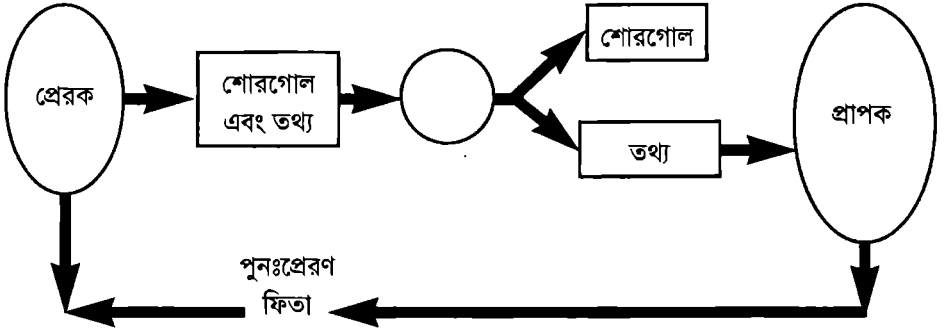 প্রেরক
শোরগোল
এবং তথ্য
শোরগোল
তথ্য
প্রাপক
পুনঃপ্রেরণ
ফিতা